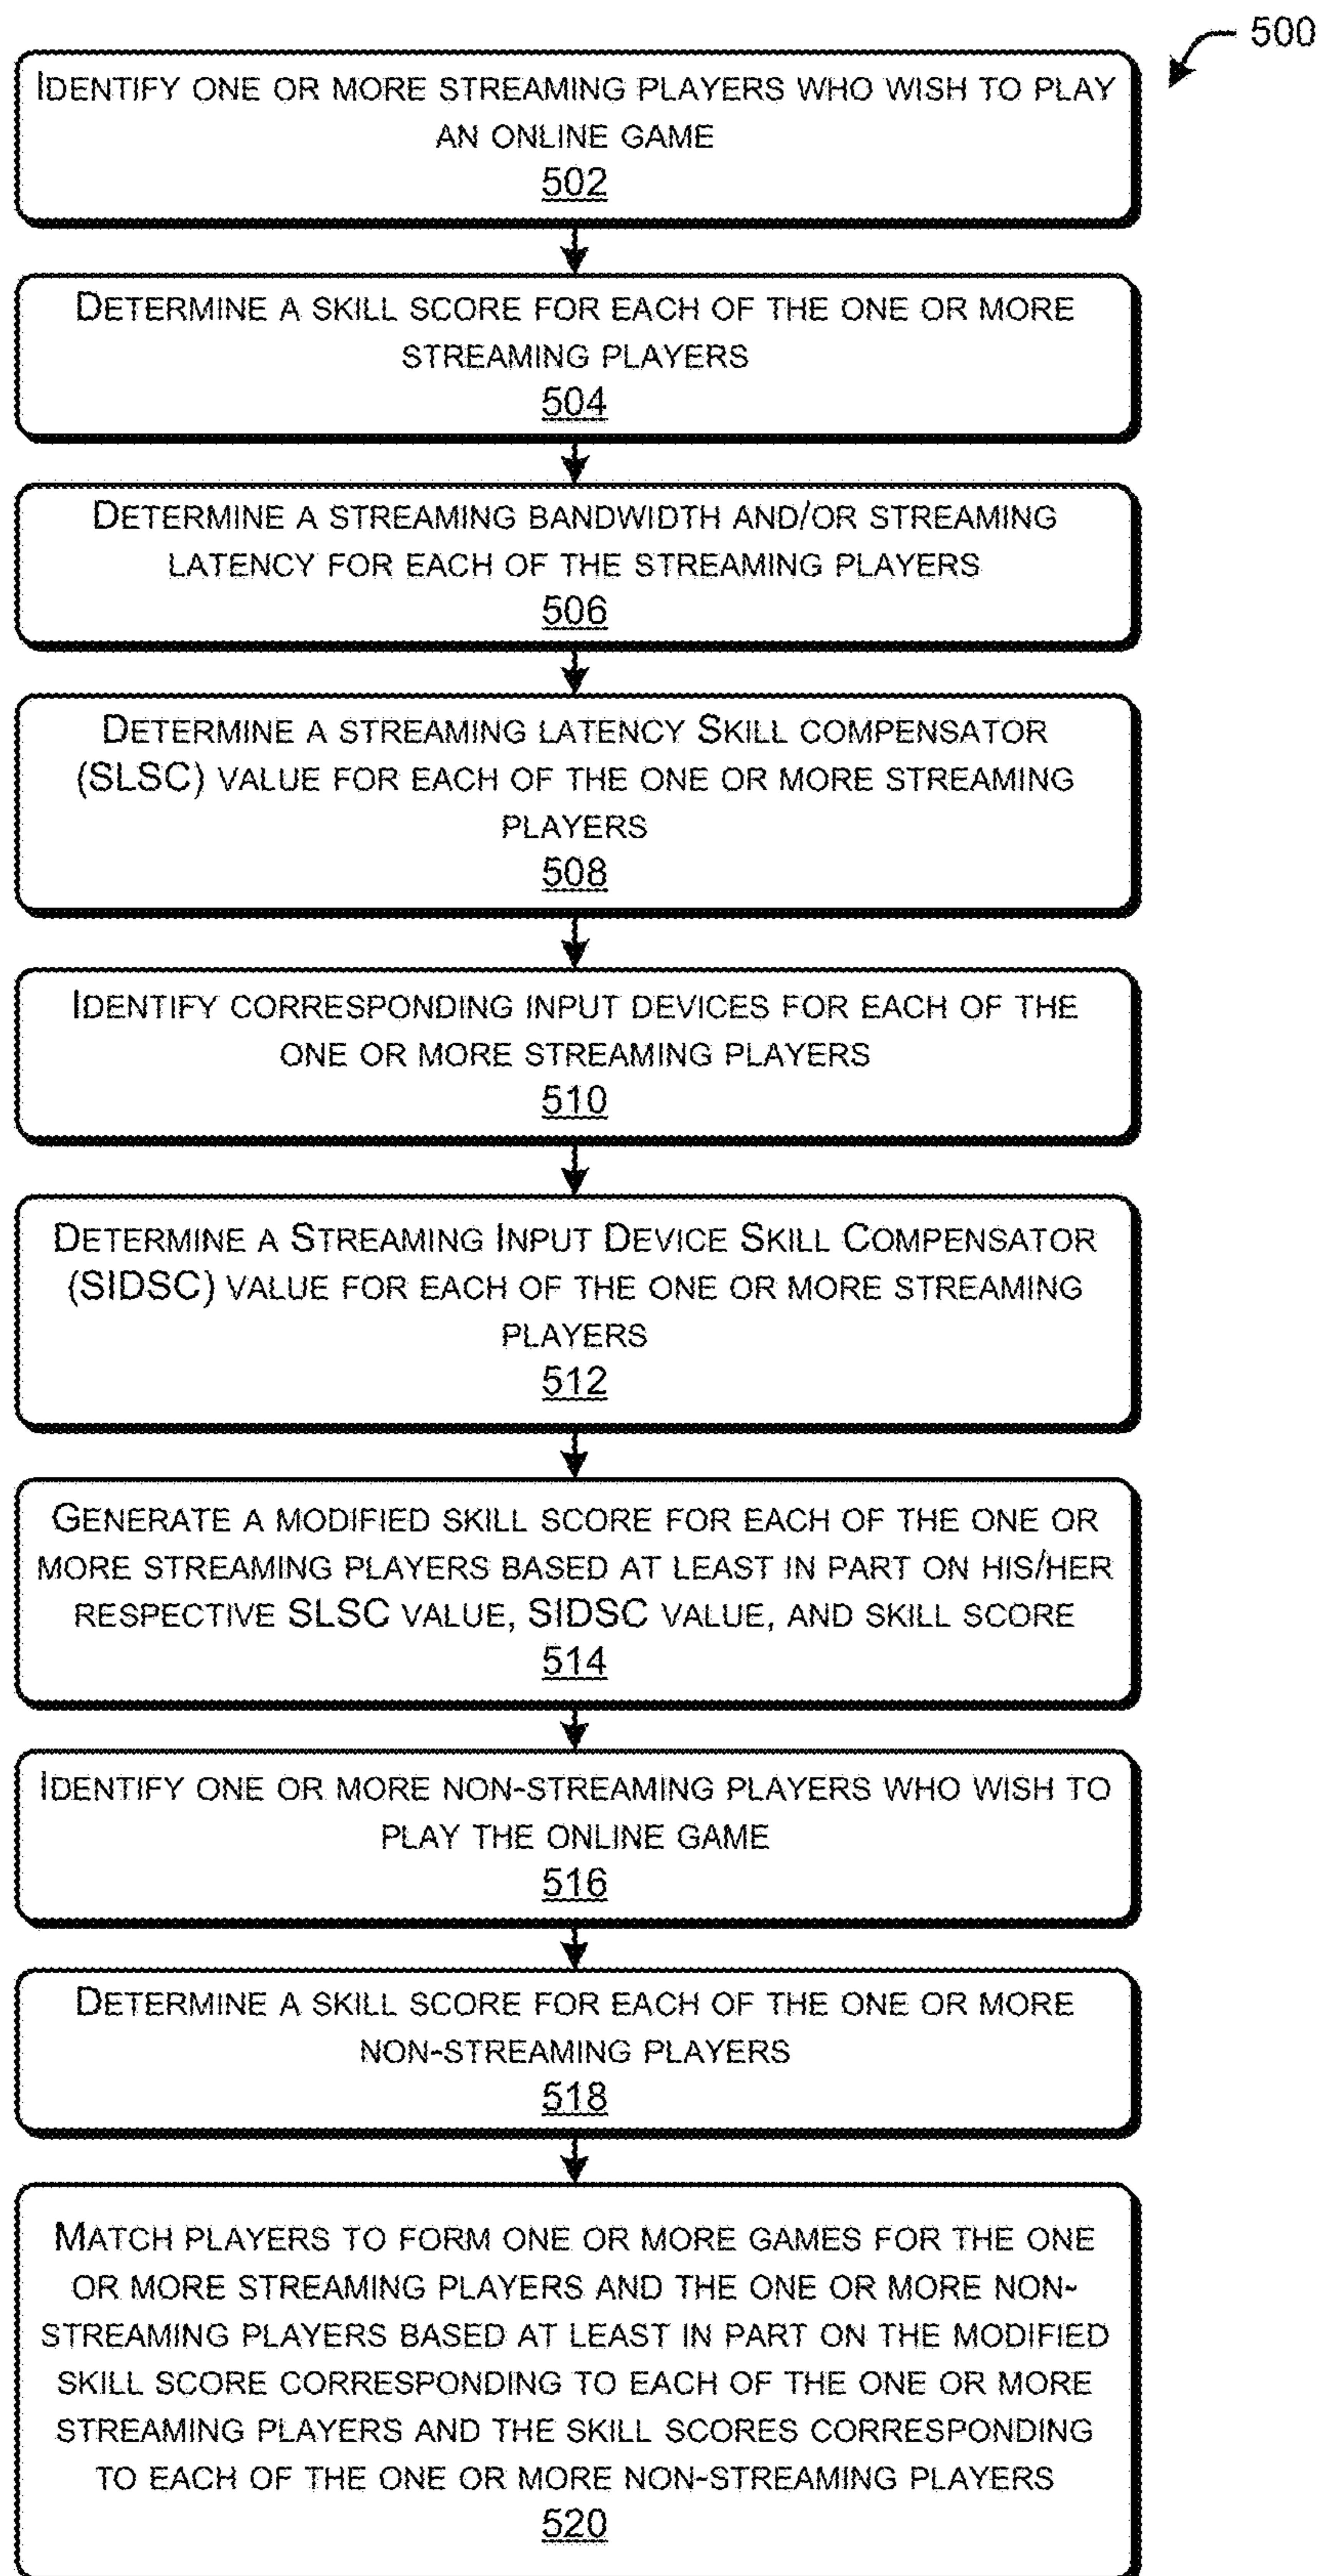 500
IDENTIFY ONE OR MORE STREAMING PLAYERS WHO WISH TO PLAY
AN ONLINE GAME
502
DETERMINE A SKILL SCORE FOR EACH OF THE ONE OR MORE
STREAMING PLAYERS
504
DETERMINE A STREAMING BANDWIDTH AND/OR STREAMING
LATENCY FOR EACH OF THE STREAMING PLAYERS
506
DETERMINE A STREAMING LATENCY SKILL COMPENSATOR
(SLSC) VALUE FOR EACH OF THE ONE OR MORE STREAMING
PLAYERS
508
IDENTIFY CORRESPONDING INPUT DEVICES FOR EACH OF THE
ONE OR MORE STREAMING PLAYERS
510
DETERMINE A STREAMING INPUT DEVICE SKILL COMPENSATOR
(SIDSC) VALUE FOR EACH OF THE ONE OR MORE STREAMING
PLAYERS
512
GENERATE A MODIFIED SKILL SCORE FOR EACH OF THE ONE OR
MORE STREAMING PLAYERS BASED AT LEAST IN PART ON HIS/HER
RESPECTIVE SLSC VALUE, SIDSC VALUE, AND SKILL SCORE
514
IDENTIFY ONE OR MORE NON-STREAMING PLAYERS WHO WISH TO
PLAY THE ONLINE GAME
516
DETERMINE A SKILL SCORE FOR EACH OF THE ONE OR MORE
NON-STREAMING PLAYERS
518
MATCH PLAYERS TO FORM ONE OR MORE GAMES FOR THE ONE
OR MORE STREAMING PLAYERS AND THE ONE OR MORE NON-
STREAMING PLAYERS BASED AT LEAST IN PART ON THE MODIFIED
SKILL SCORE CORRESPONDING TO EACH OF THE ONE OR MORE
STREAMING PLAYERS AND THE SKILL SCORES CORRESPONDING
TO EACH OF THE ONE OR MORE NON-STREAMING PLAYERS
520